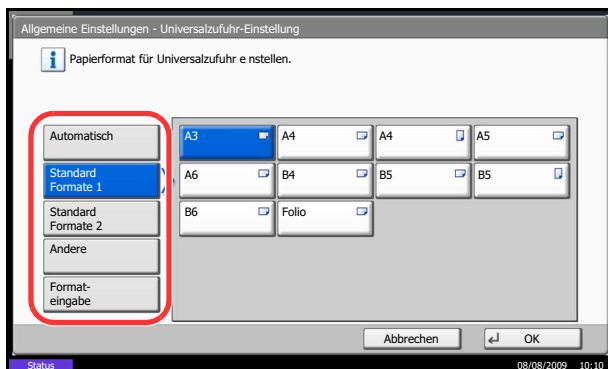 Allgemeine Einstellungen - Universalzufuhr-Einstellung
Papierformat für Universalzufuhr e nstellen.
Automatisch
A3
A4
A4
A5
Standard
Formate 1
A6
B4
B5
B5
Standard
Formate 2
B6
Folio
Andere
Format-
eingabe
Abbrechen
OK
Status
08/08/2009 10:10